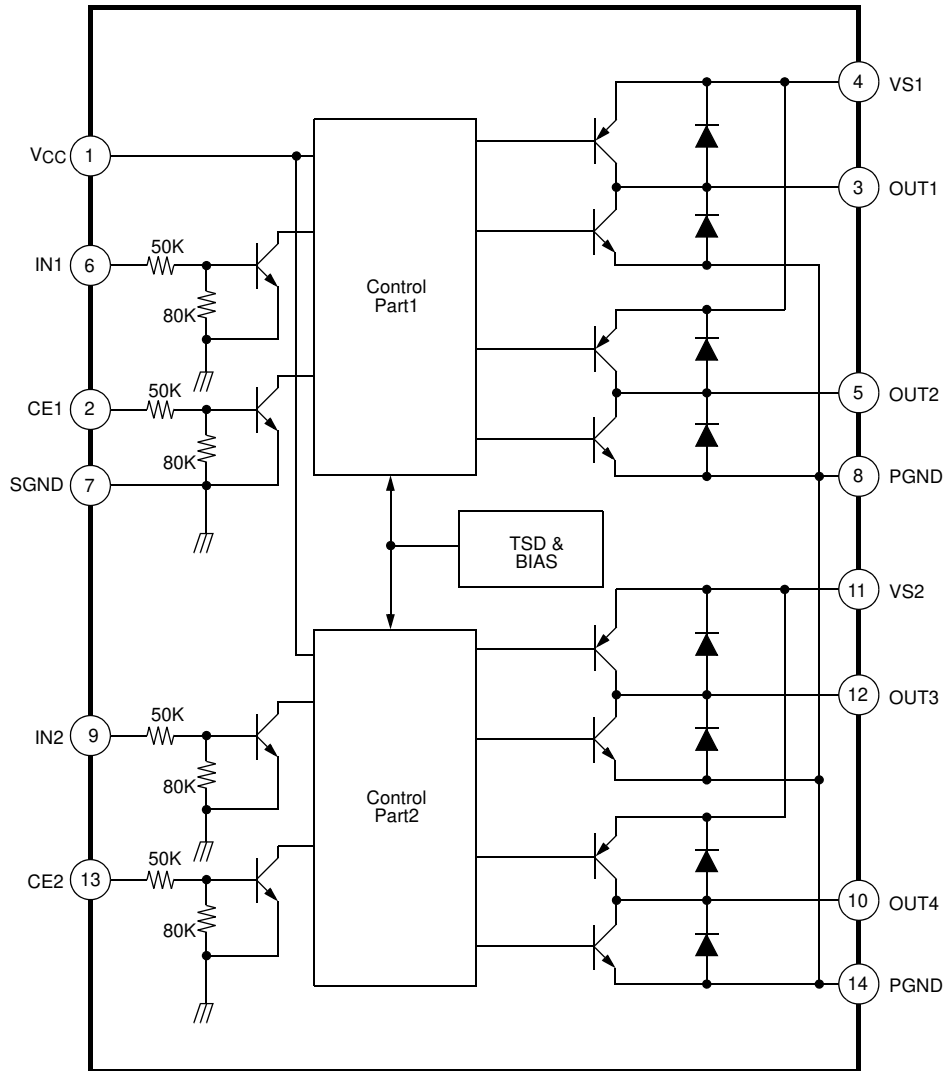 VCC 1
IN1 6
50K
80K
CE1 2
50K
80K
SGND 7
IN2 9
50K
80K
CE2 13
50K
80K
Control
Part1
TSD &
BIAS
Control
Part2
4 VS1
3 OUT1
5 OUT2
8 PGND
11 VS2
12 OUT3
10 OUT4
14 PGND